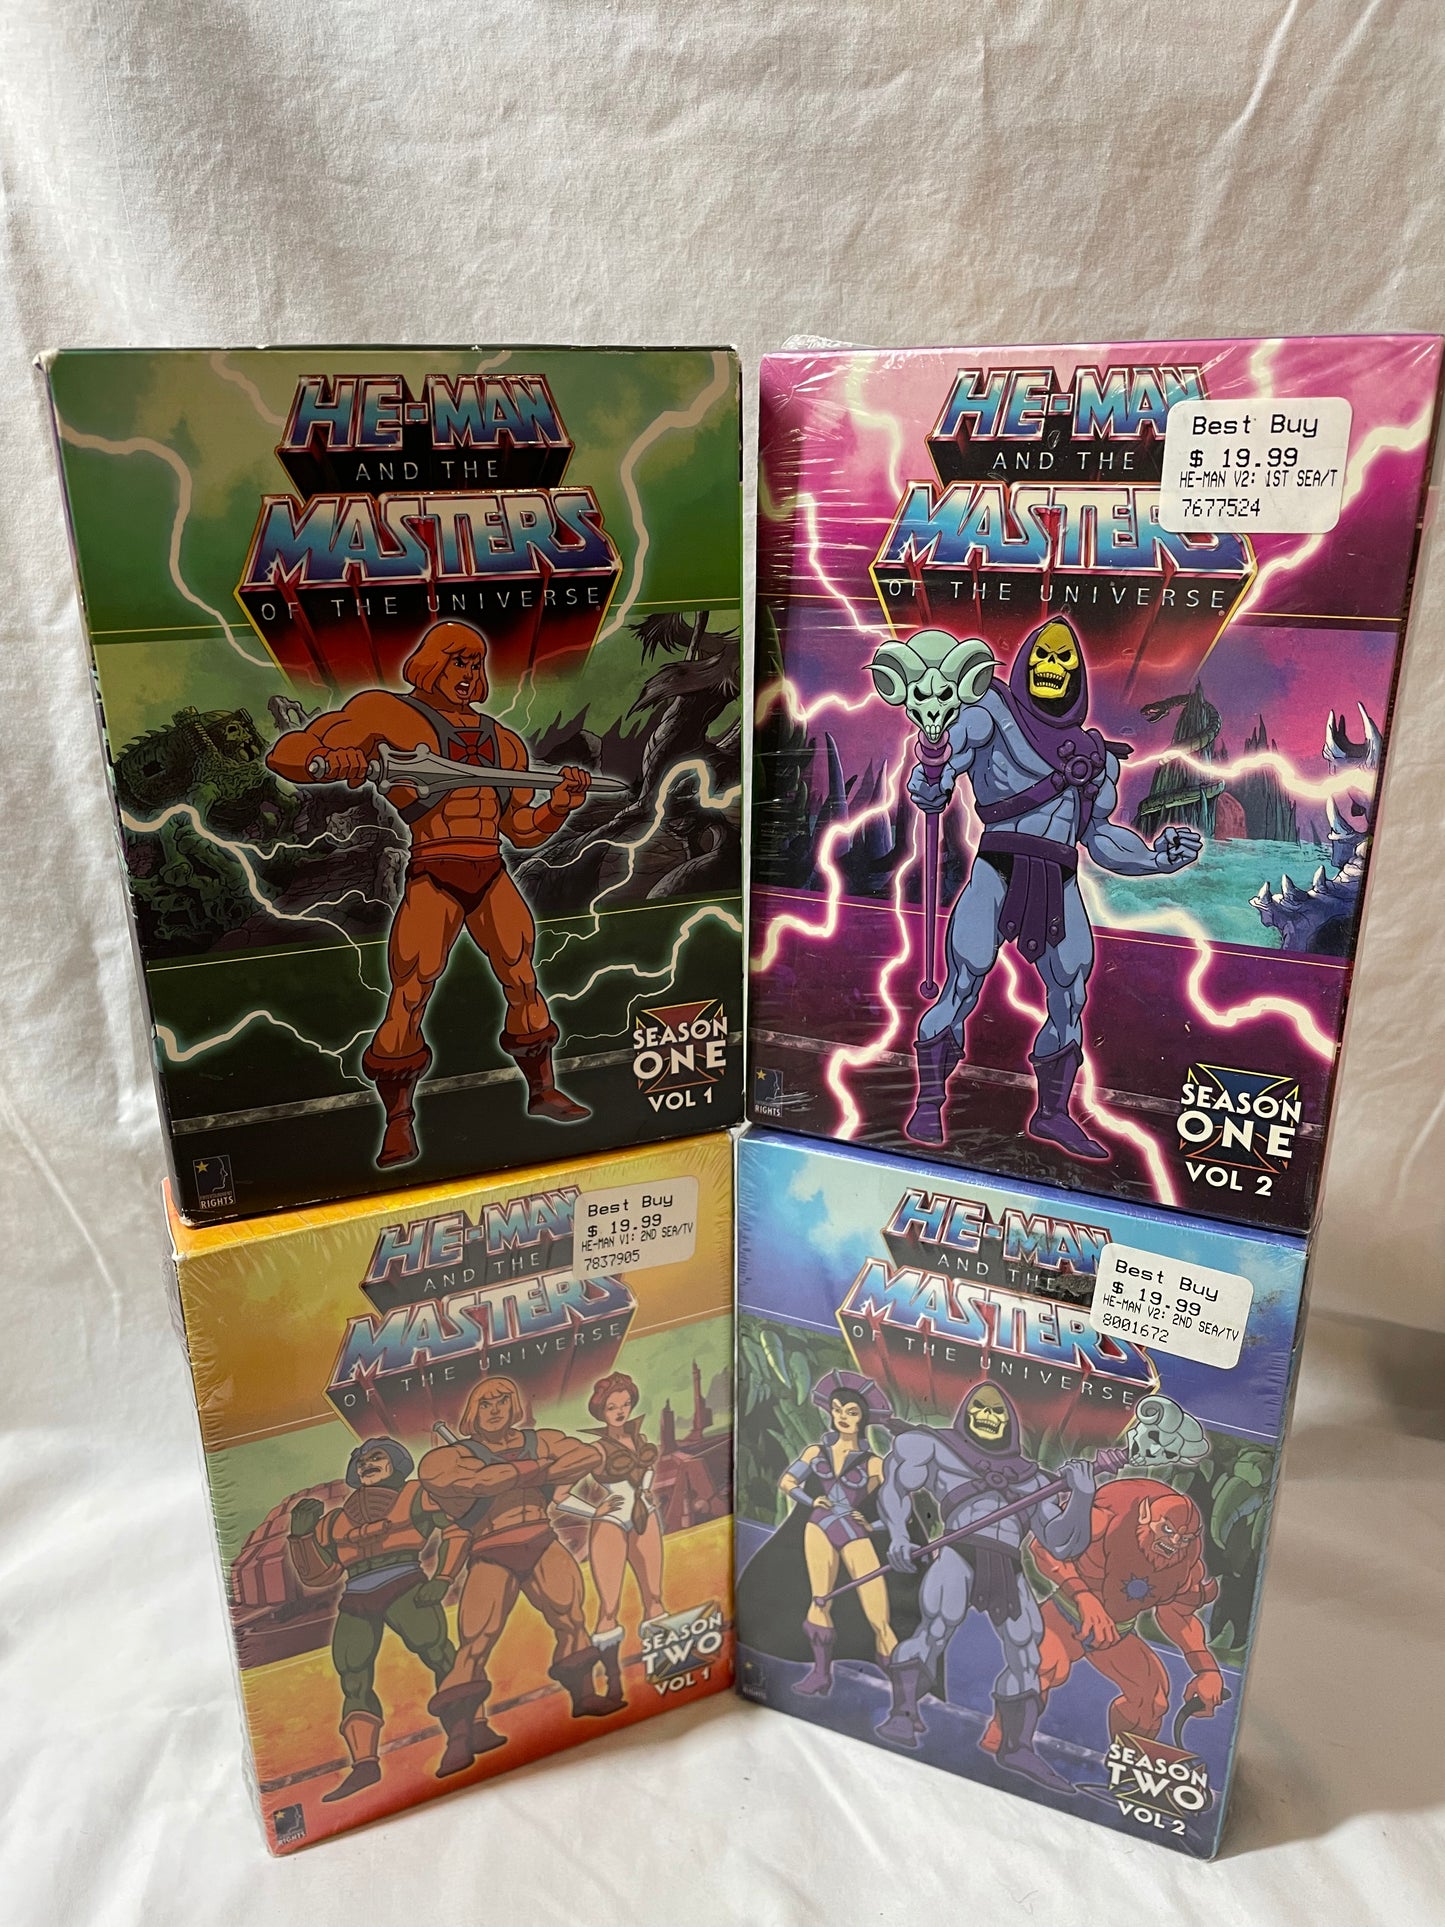 HE-MAN
AND THE
MASTERS
OF THE UNIVERSE
SEASON
ONE
VOL 1
ENTERTAINMENT
RIGHTS
HE-MAN
AND THE
MASTERS
OF THE UNIVERSE
Best Buy
$ 19.99
HE-MAN V2: 1ST SEA/T
7677524
SEASON
ONE
VOL 2
RIGHTS
HE-MAN
AND THE
MASTERS
OF THE UNIVERSE
Best Buy
$ 19.99
HE-MAN V1: 2ND SEA/TV
7837905
SEASON
TWO
VOL 1
RIGHTS
HE-MAN
AND THE
MASTERS
OF THE UNIVERSE
Best Buy
$ 19.99
HE-MAN V2: 2ND SEA/TV
8001672
SEASON
TWO
VOL 2
RIGHTS